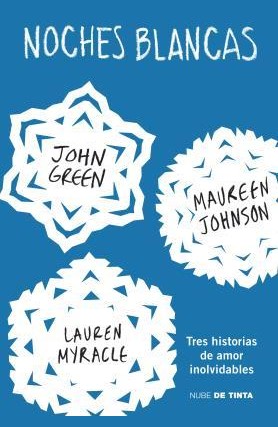 NOCHES BLANCAS
JOHN
GREEN
MAUREEN
JOHNSON
LAUREN
MYRACLE
Tres historias
de amor
inolvidables
NUBE DE TINTA